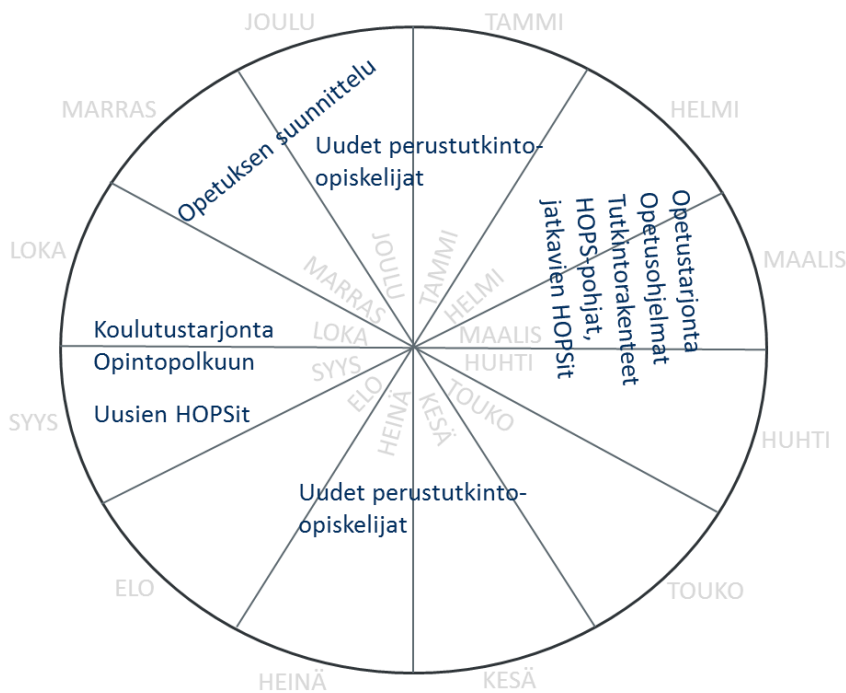 JOULU
TAMMI
MARRAS
HELMI
LOKA
MAALIS
SYYS
HUHTI
ELO
TOUKO
HEINÄ
KESÄ
Opetuksen suunnittelu
Uudet perustutkinto-
opiskelijat
Opetustarjonta
Opetusohjelmat
Tutkintorakenteet
HOPS-pohjat,
jatkavien HOPSit
Koulutustarjonta
Opintopolkuun
Uusien HOPSit
Uudet perustutkinto-
opiskelijat
JOULU
TAMMI
MARRAS
HELMI
LOKA
MAALIS
SYYS
HUHTI
ELO
TOUKO
HEINÄ
KESÄ